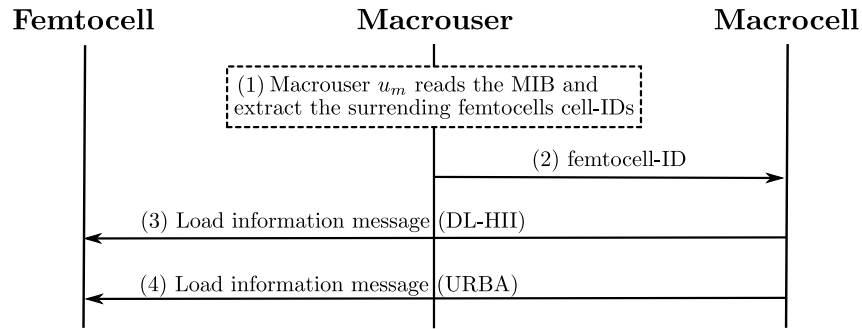 Femtocell Macrouser Macrocell
(1) Macrouser u_m reads the MIB and
extract the surrending femtocells cell-IDs
(2) femtocell-ID
(3) Load information message (DL-HII)
(4) Load information message (URBA)